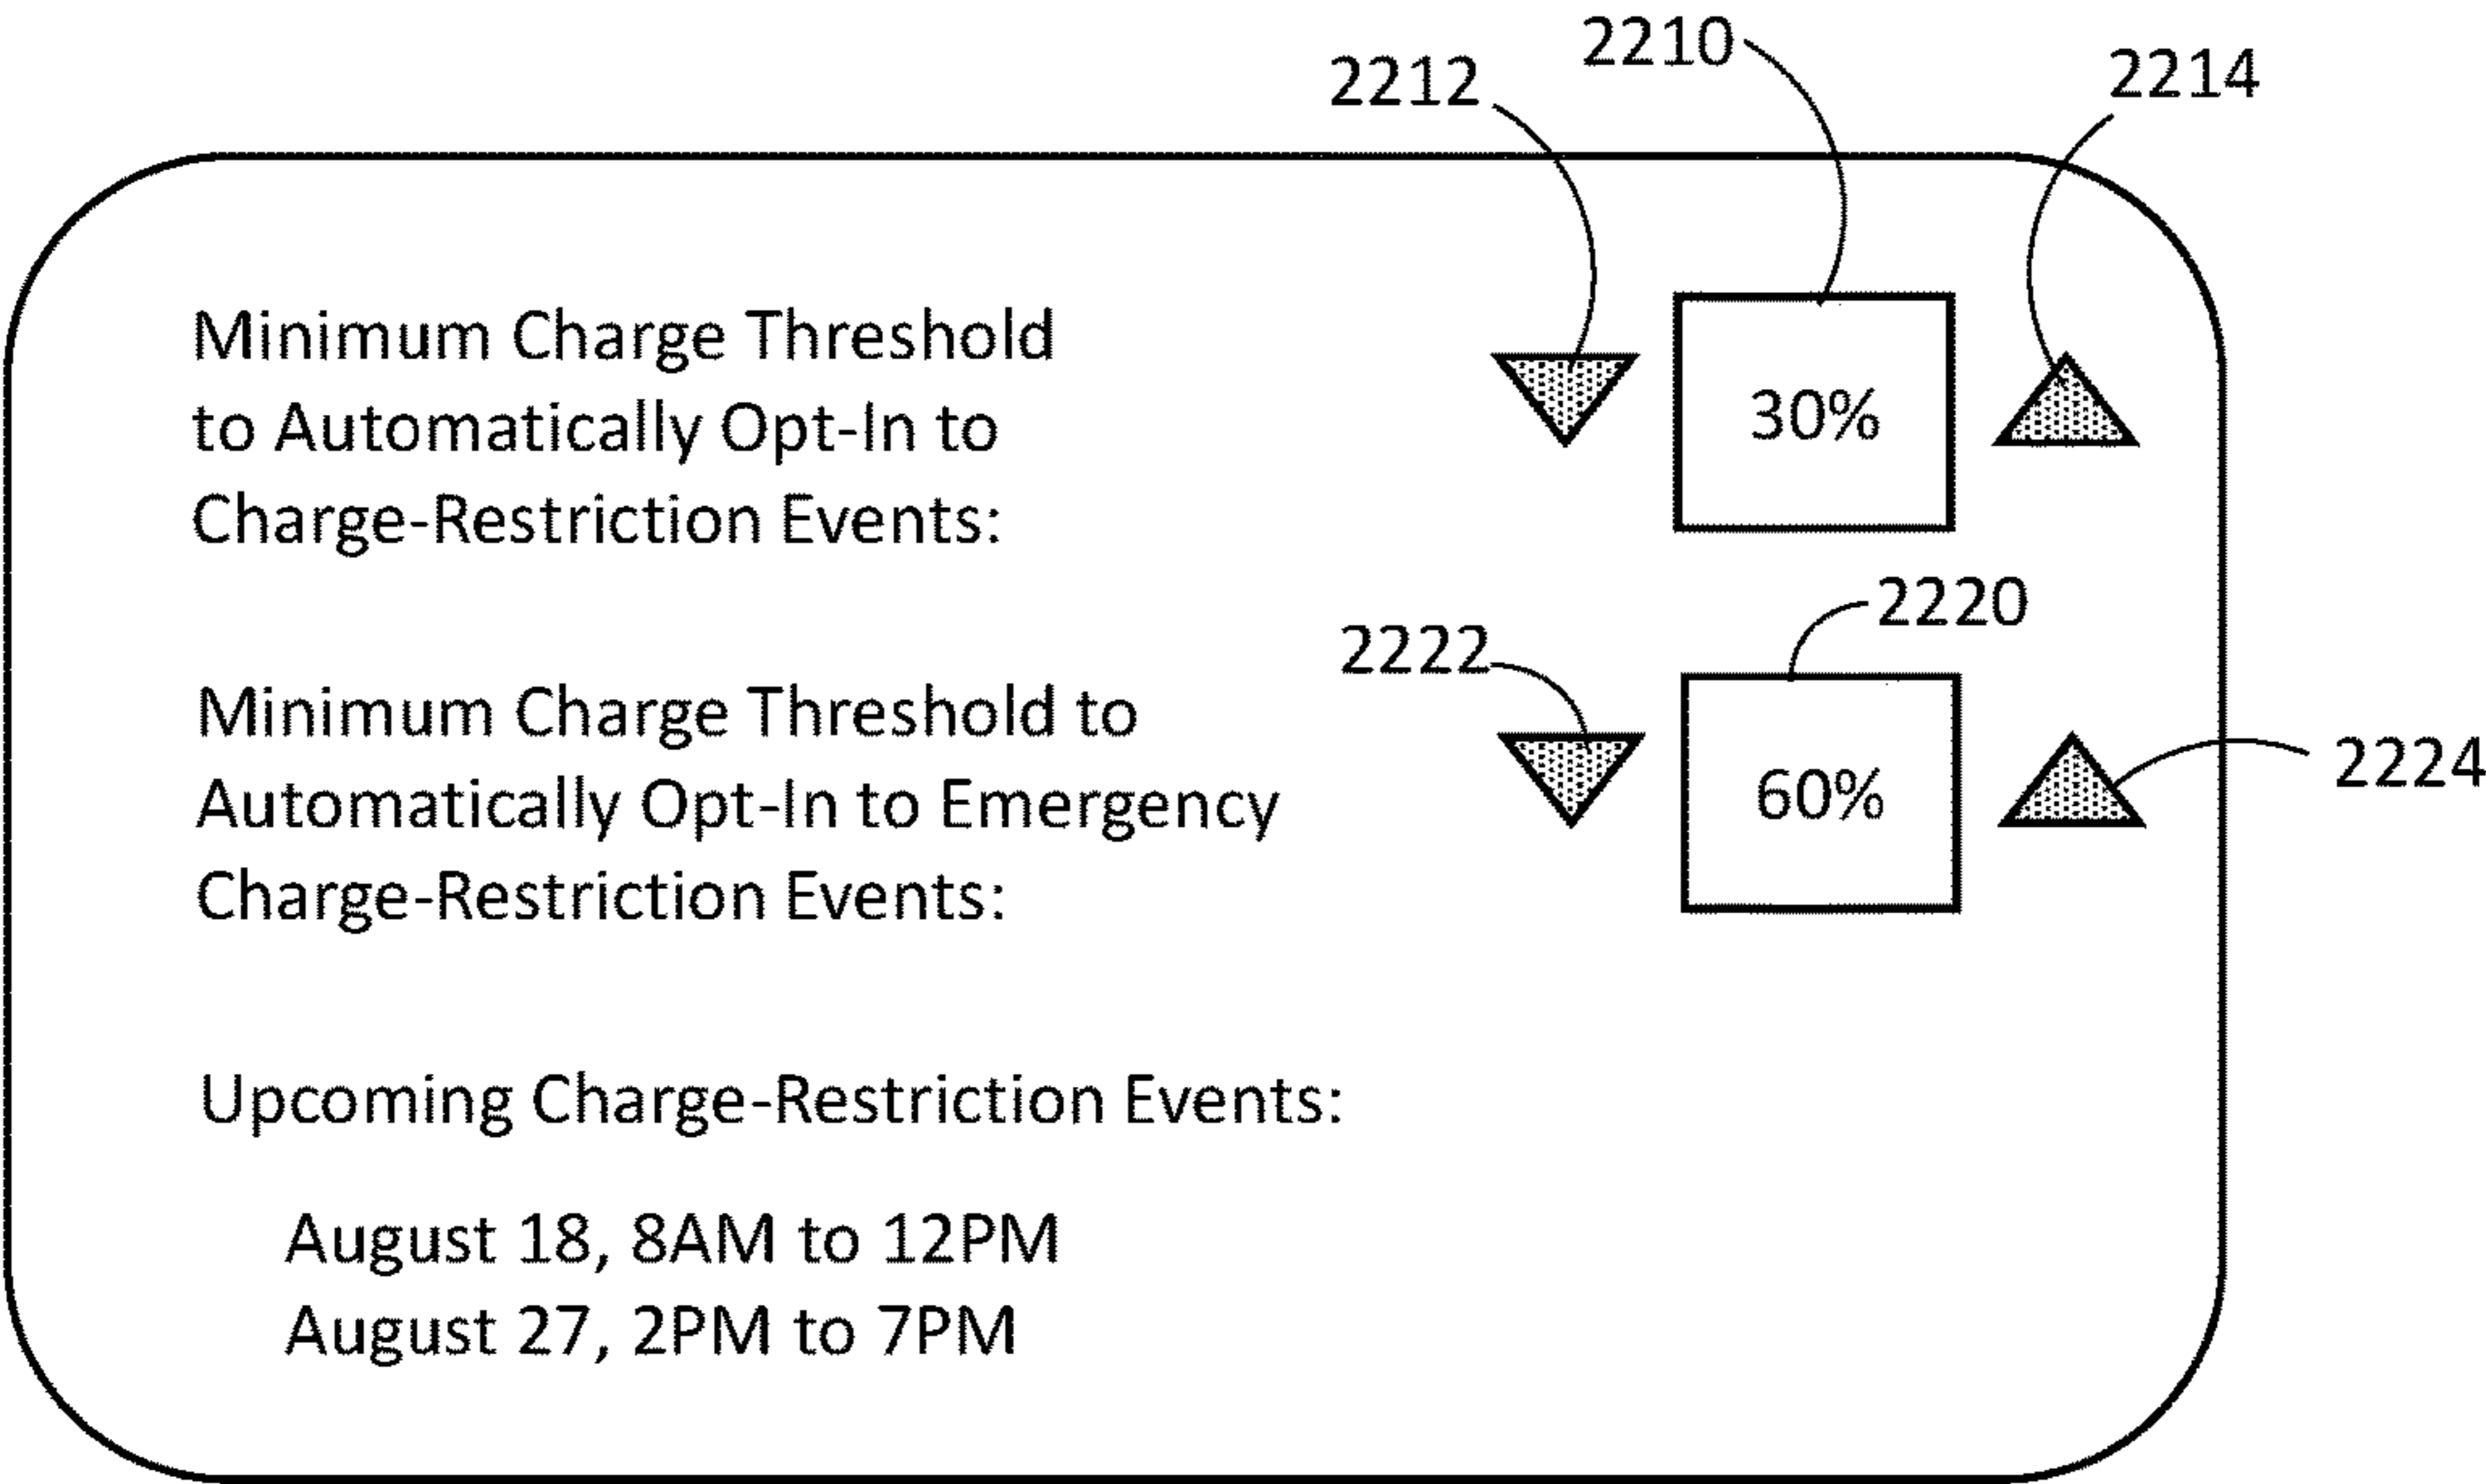 2210
2212
2214
Minimum Charge Threshold
to Automatically Opt-In to
Charge-Restriction Events:
30%
2220
2222
2224
Minimum Charge Threshold to
Automatically Opt-In to Emergency
Charge-Restriction Events:
60%
Upcoming Charge-Restriction Events:
August 18, 8AM to 12PM
August 27, 2PM to 7PM